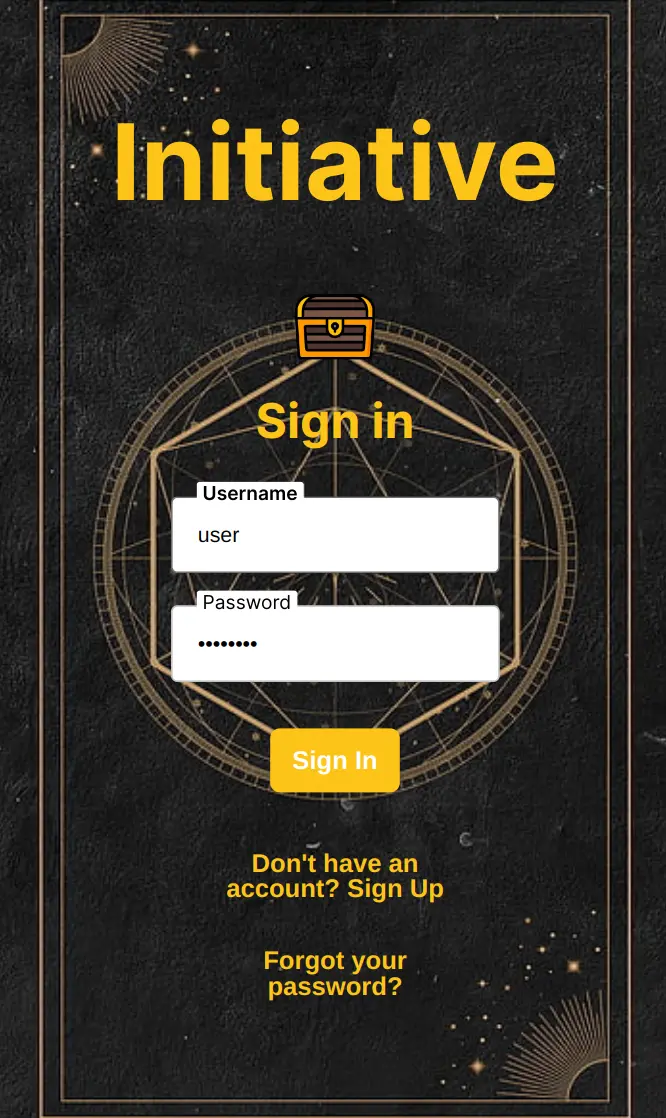 Initiative
Sign in
Username
user
Password
••••••••
Sign In
Don't have an
account? Sign Up
Forgot your
password?